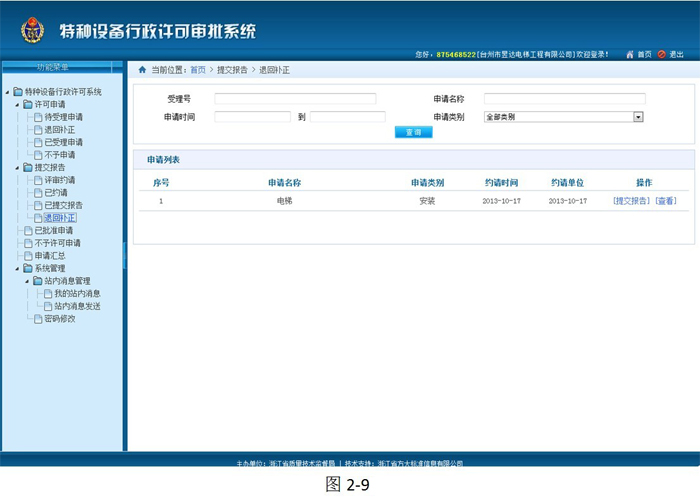 特种设备行政许可审批系统
您好，875468522[台州市昱达电梯工程有限公司]欢迎登录！ 首页 退出
功能菜单
当前位置：首页 > 提交报告 > 退回补正
特种设备行政许可系统
许可申请
待受理申请
退回补正
已受理申请
不予申请
提交报告
评审约请
已约请
已提交报告
退回补正
已批准申请
不予许可申请
申请汇总
系统管理
站内消息管理
我的站内消息
站内消息发送
密码修改
受理号 申请名称
申请时间 到 申请类别 全部类别
查询
申请列表
序号 申请名称 申请类别 约请时间 约请单位 操作
1 电梯 安装 2013-10-17 2013-10-17 [提交报告] [查看]
主办单位：浙江省质量技术监督局 | 技术支持：浙江省方大标准信息有限公司
图 2-9